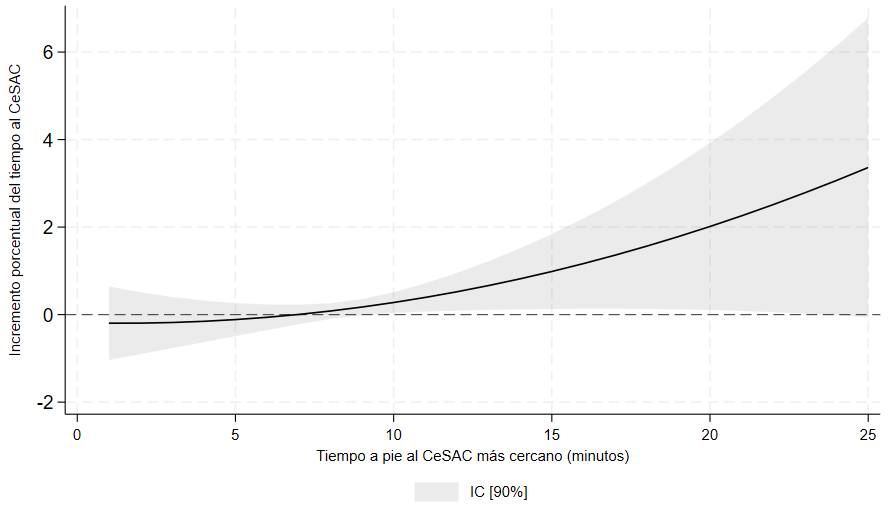 Incremento porcentual del tiempo al CeSAC
6
4
2
0
-2
0 5 10 15 20 25
Tiempo a pie al CeSAC más cercano (minutos)
IC [90%]